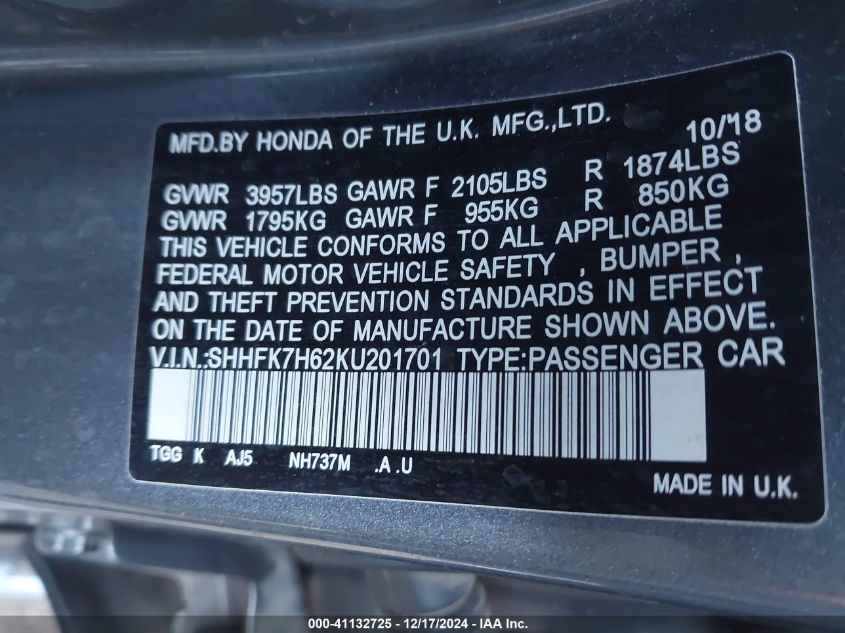 MFD.BY HONDA OF THE U.K. MFG.,LTD. 10/18
GVWR 3957LBS GAWR F 2105LBS R 1874LBS
GVWR 1795KG GAWR F 955KG R 850KG
THIS VEHICLE CONFORMS TO ALL APPLICABLE
FEDERAL MOTOR VEHICLE SAFETY , BUMPER ,
AND THEFT PREVENTION STANDARDS IN EFFECT
ON THE DATE OF MANUFACTURE SHOWN ABOVE.
V.I.N.:SHHFK7H62KU201701 TYPE:PASSENGER CAR
TGG K AJ5 NH737M .A .U
MADE IN U.K.
000-41132725 - 12/17/2024 - IAA Inc.